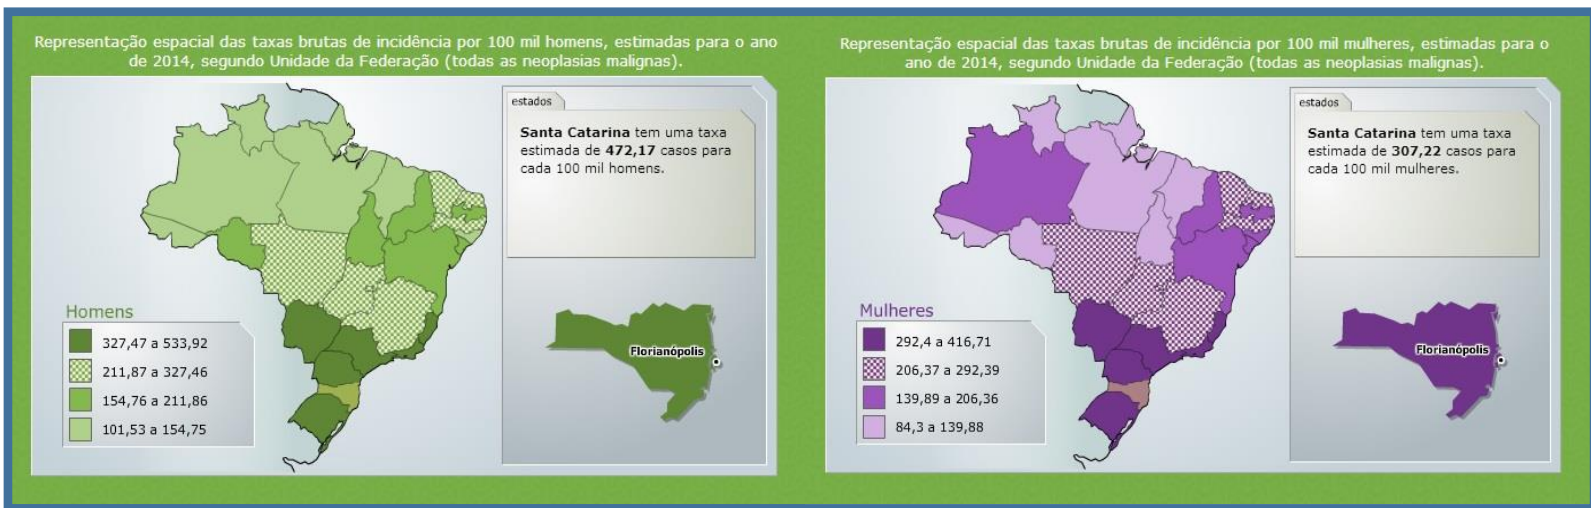 Representação espacial das taxas brutas de incidência por 100 mil homens, estimadas para o ano
de 2014, segundo Unidade da Federação (todas as neoplasias malignas).
estados
Santa Catarina tem uma taxa
estimada de 472,17 casos para
cada 100 mil homens.
Homens
327,47 a 533,92
211,87 a 327,46
154,76 a 211,86
101,53 a 154,75
Florianópolis
Representação espacial das taxas brutas de incidência por 100 mil mulheres, estimadas para o
ano de 2014, segundo Unidade da Federação (todas as neoplasias malignas).
estados
Santa Catarina tem uma taxa
estimada de 307,22 casos para
cada 100 mil mulheres.
Mulheres
292,4 a 416,71
206,37 a 292,39
139,89 a 206,36
84,3 a 139,88
Florianópolis